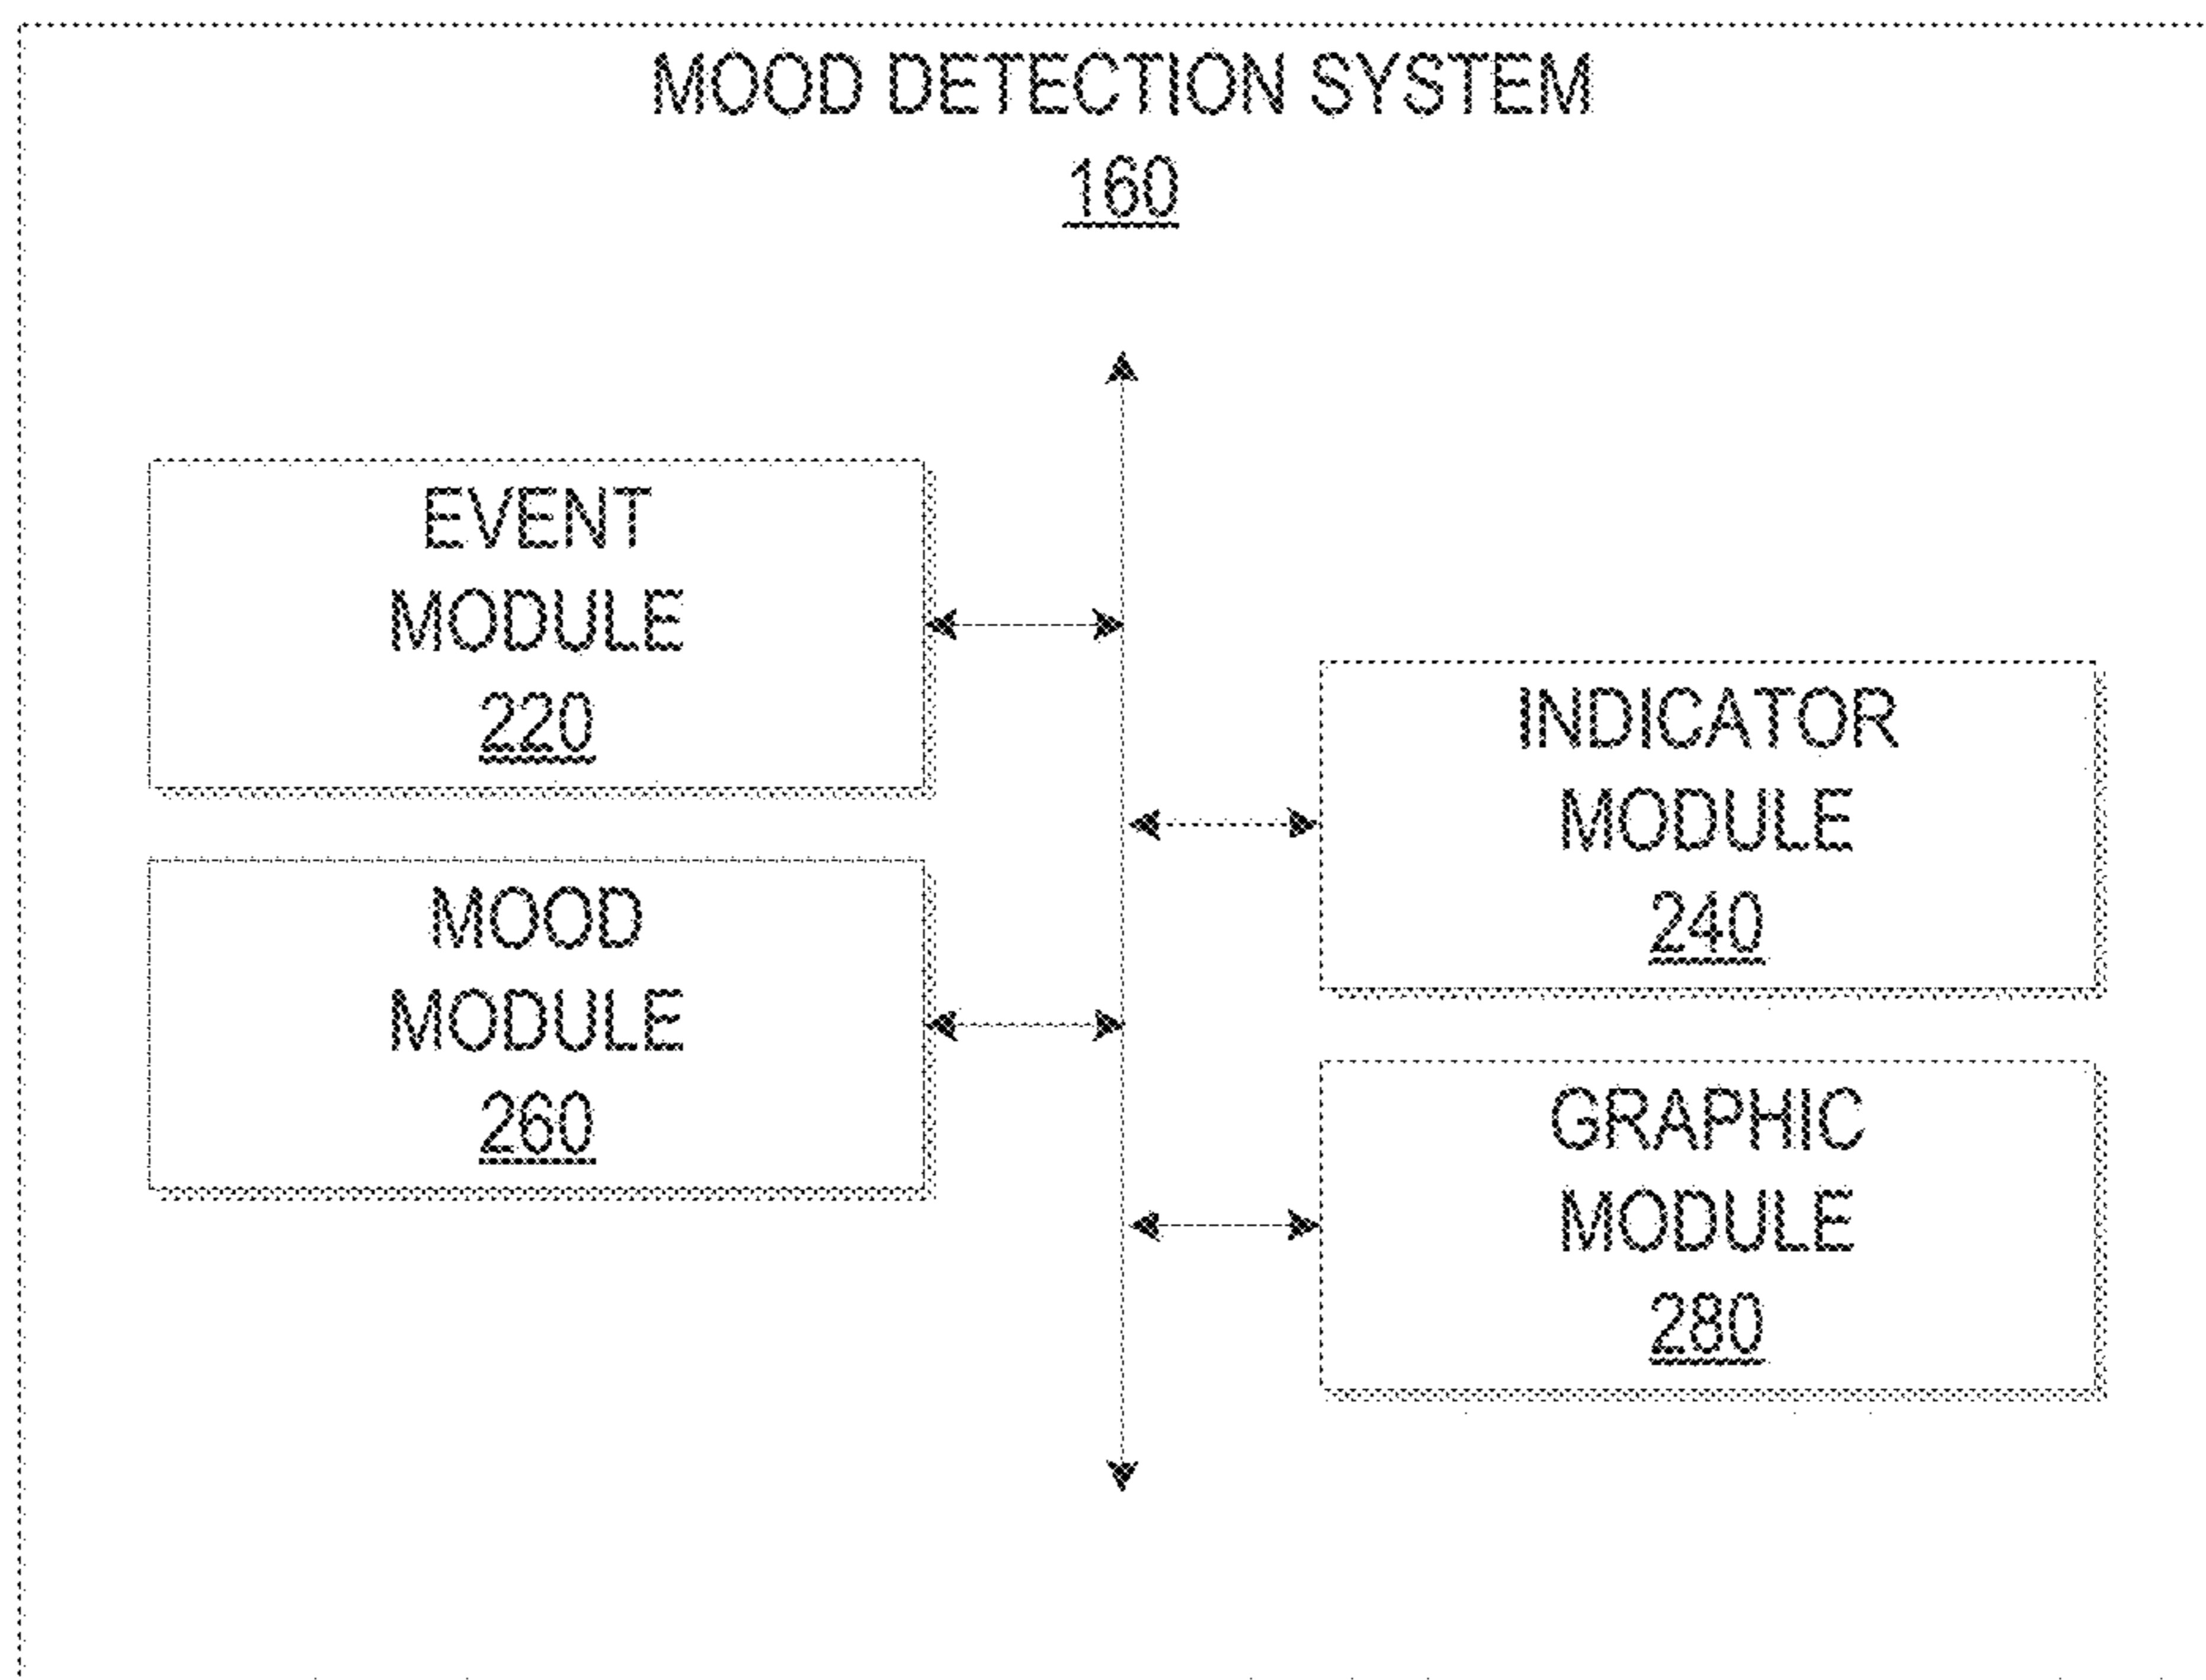 MOOD DETECTION SYSTEM
160
EVENT
MODULE
220
INDICATOR
MODULE
240
MOOD
MODULE
260
GRAPHIC
MODULE
280